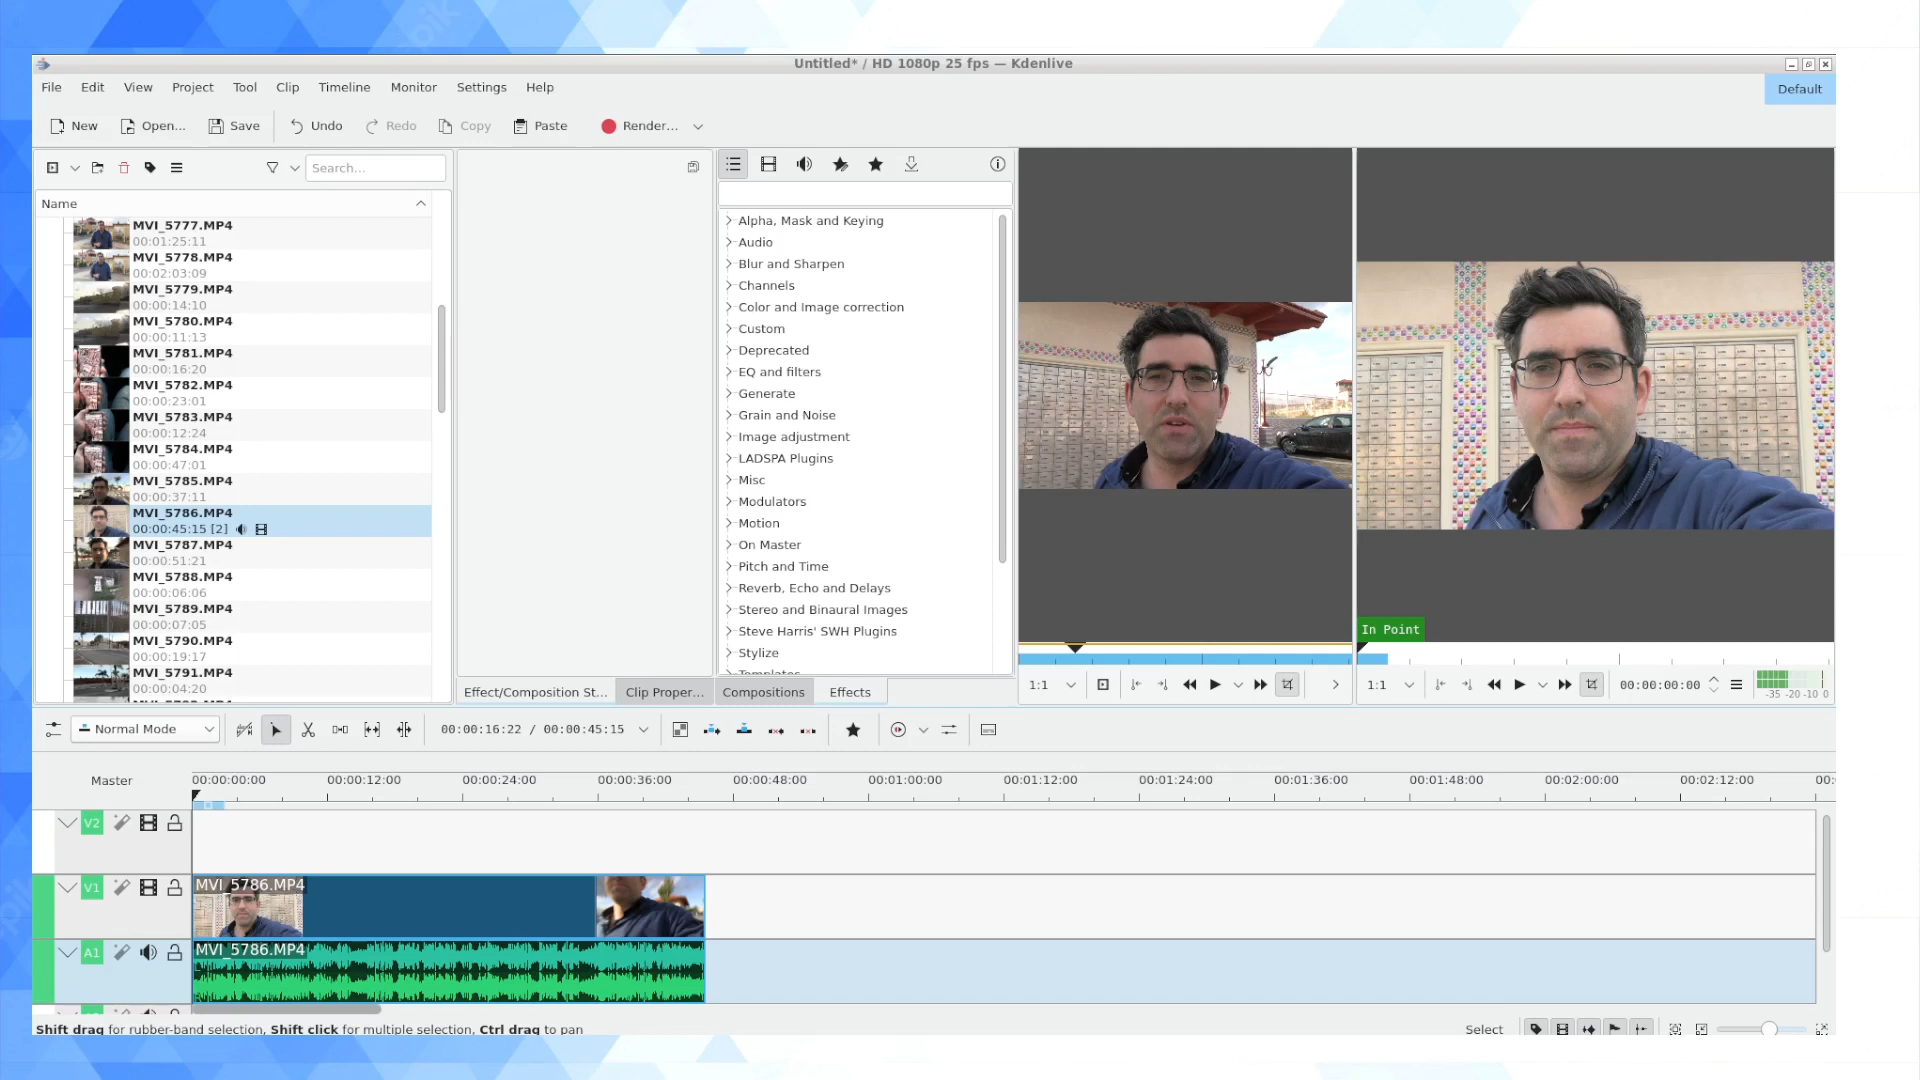 Untitled* / HD 1080p 25 fps — Kdenlive
File Edit View Project Tool Clip Timeline Monitor Settings Help
Default
New Open... Save Undo Redo Copy Paste Render...
Search...
Name
MVI_5777.MP4
00:01:25:11
MVI_5778.MP4
00:02:03:09
MVI_5779.MP4
00:00:14:10
MVI_5780.MP4
00:00:11:13
MVI_5781.MP4
00:00:16:20
MVI_5782.MP4
00:00:23:01
MVI_5783.MP4
00:00:12:24
MVI_5784.MP4
00:00:47:01
MVI_5785.MP4
00:00:37:11
MVI_5786.MP4
00:00:45:15 [2]
MVI_5787.MP4
00:00:51:21
MVI_5788.MP4
00:00:06:06
MVI_5789.MP4
00:00:07:05
MVI_5790.MP4
00:00:19:17
MVI_5791.MP4
00:00:04:20
Alpha, Mask and Keying
Audio
Blur and Sharpen
Channels
Color and Image correction
Custom
Deprecated
EQ and filters
Generate
Grain and Noise
Image adjustment
LADSPA Plugins
Misc
Modulators
Motion
On Master
Pitch and Time
Reverb, Echo and Delays
Stereo and Binaural Images
Steve Harris' SWH Plugins
Stylize
Templates
Effect/Composition St... Clip Proper... Compositions Effects
In Point
1:1
1:1 00:00:00:00
-35 -20 -10 0
Normal Mode 00:00:16:22 / 00:00:45:15
Master 00:00:00:00 00:00:12:00 00:00:24:00 00:00:36:00 00:00:48:00 00:01:00:00 00:01:12:00 00:01:24:00 00:01:36:00 00:01:48:00 00:02:00:00 00:02:12:00 00:0
V2
V1 MVI_5786.MP4
A1 MVI_5786.MP4
Shift drag for rubber-band selection, Shift click for multiple selection, Ctrl drag to pan
Select